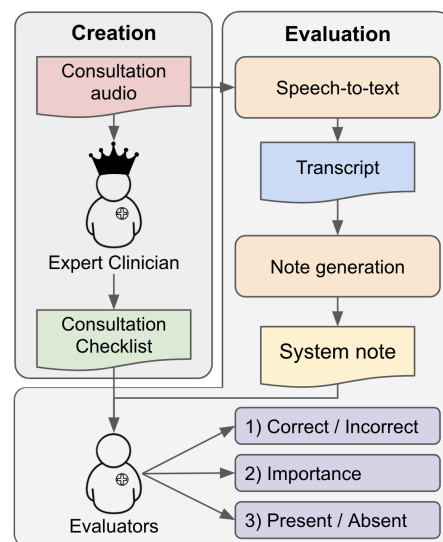 Creation
Consultation
audio
Expert Clinician
Consultation
Checklist
Evaluation
Speech-to-text
Transcript
Note generation
System note
Evaluators
1) Correct / Incorrect
2) Importance
3) Present / Absent